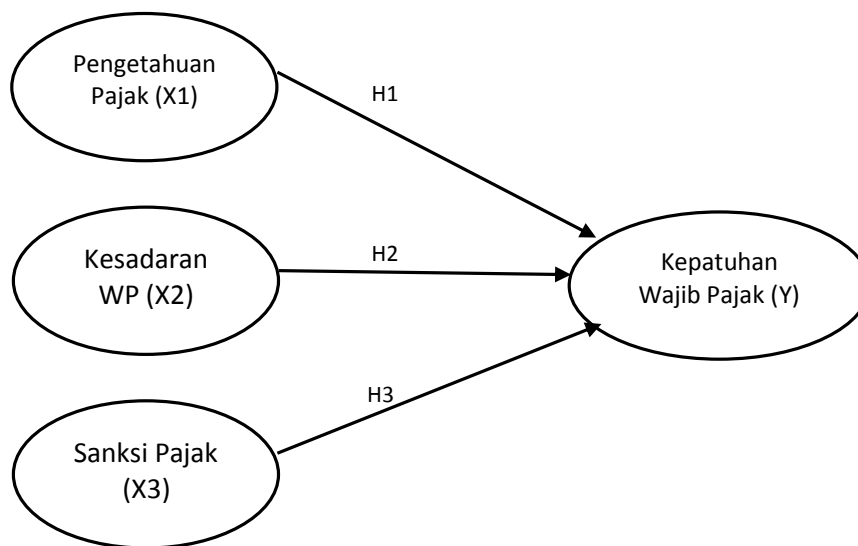 Pengetahuan
Pajak (X1)
H1
Kesadaran
WP (X2)
H2
Kepatuhan
Wajib Pajak (Y)
H3
Sanksi Pajak
(X3)